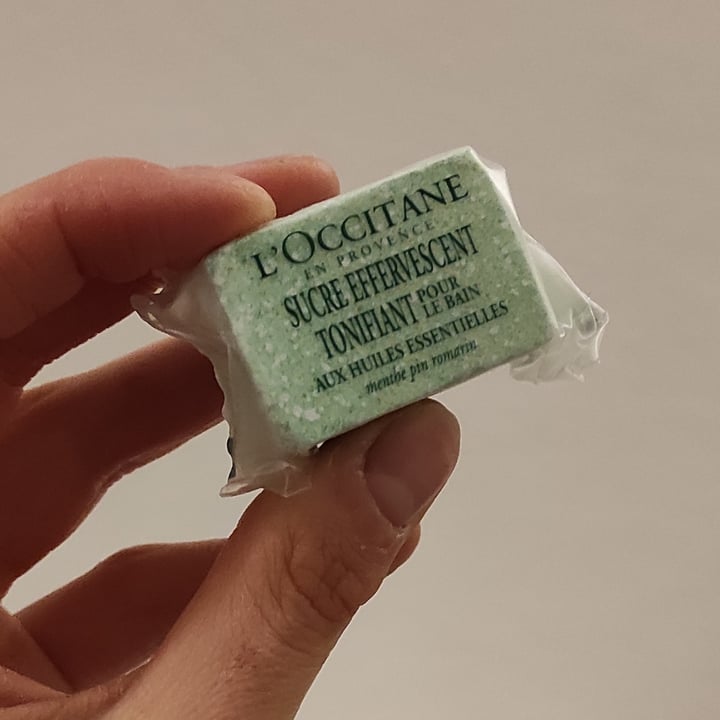 L'OCCITANE
EN PROVENCE
SUCRE EFFERVESCENT
TONIFIANT POUR LE BAIN
AUX HUILES ESSENTIELLES
menthe pin romarin